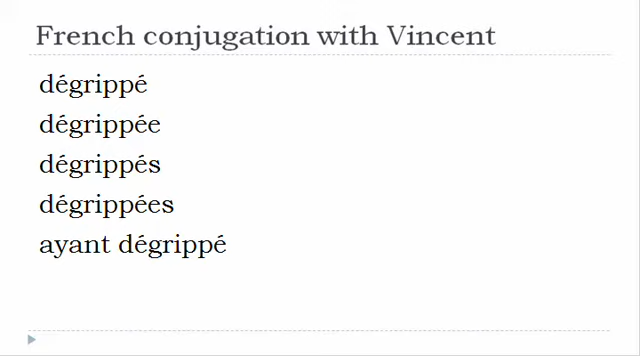 French conjugation with Vincent
dégrippé
dégrippée
dégrippés
dégrippées
ayant dégrippé